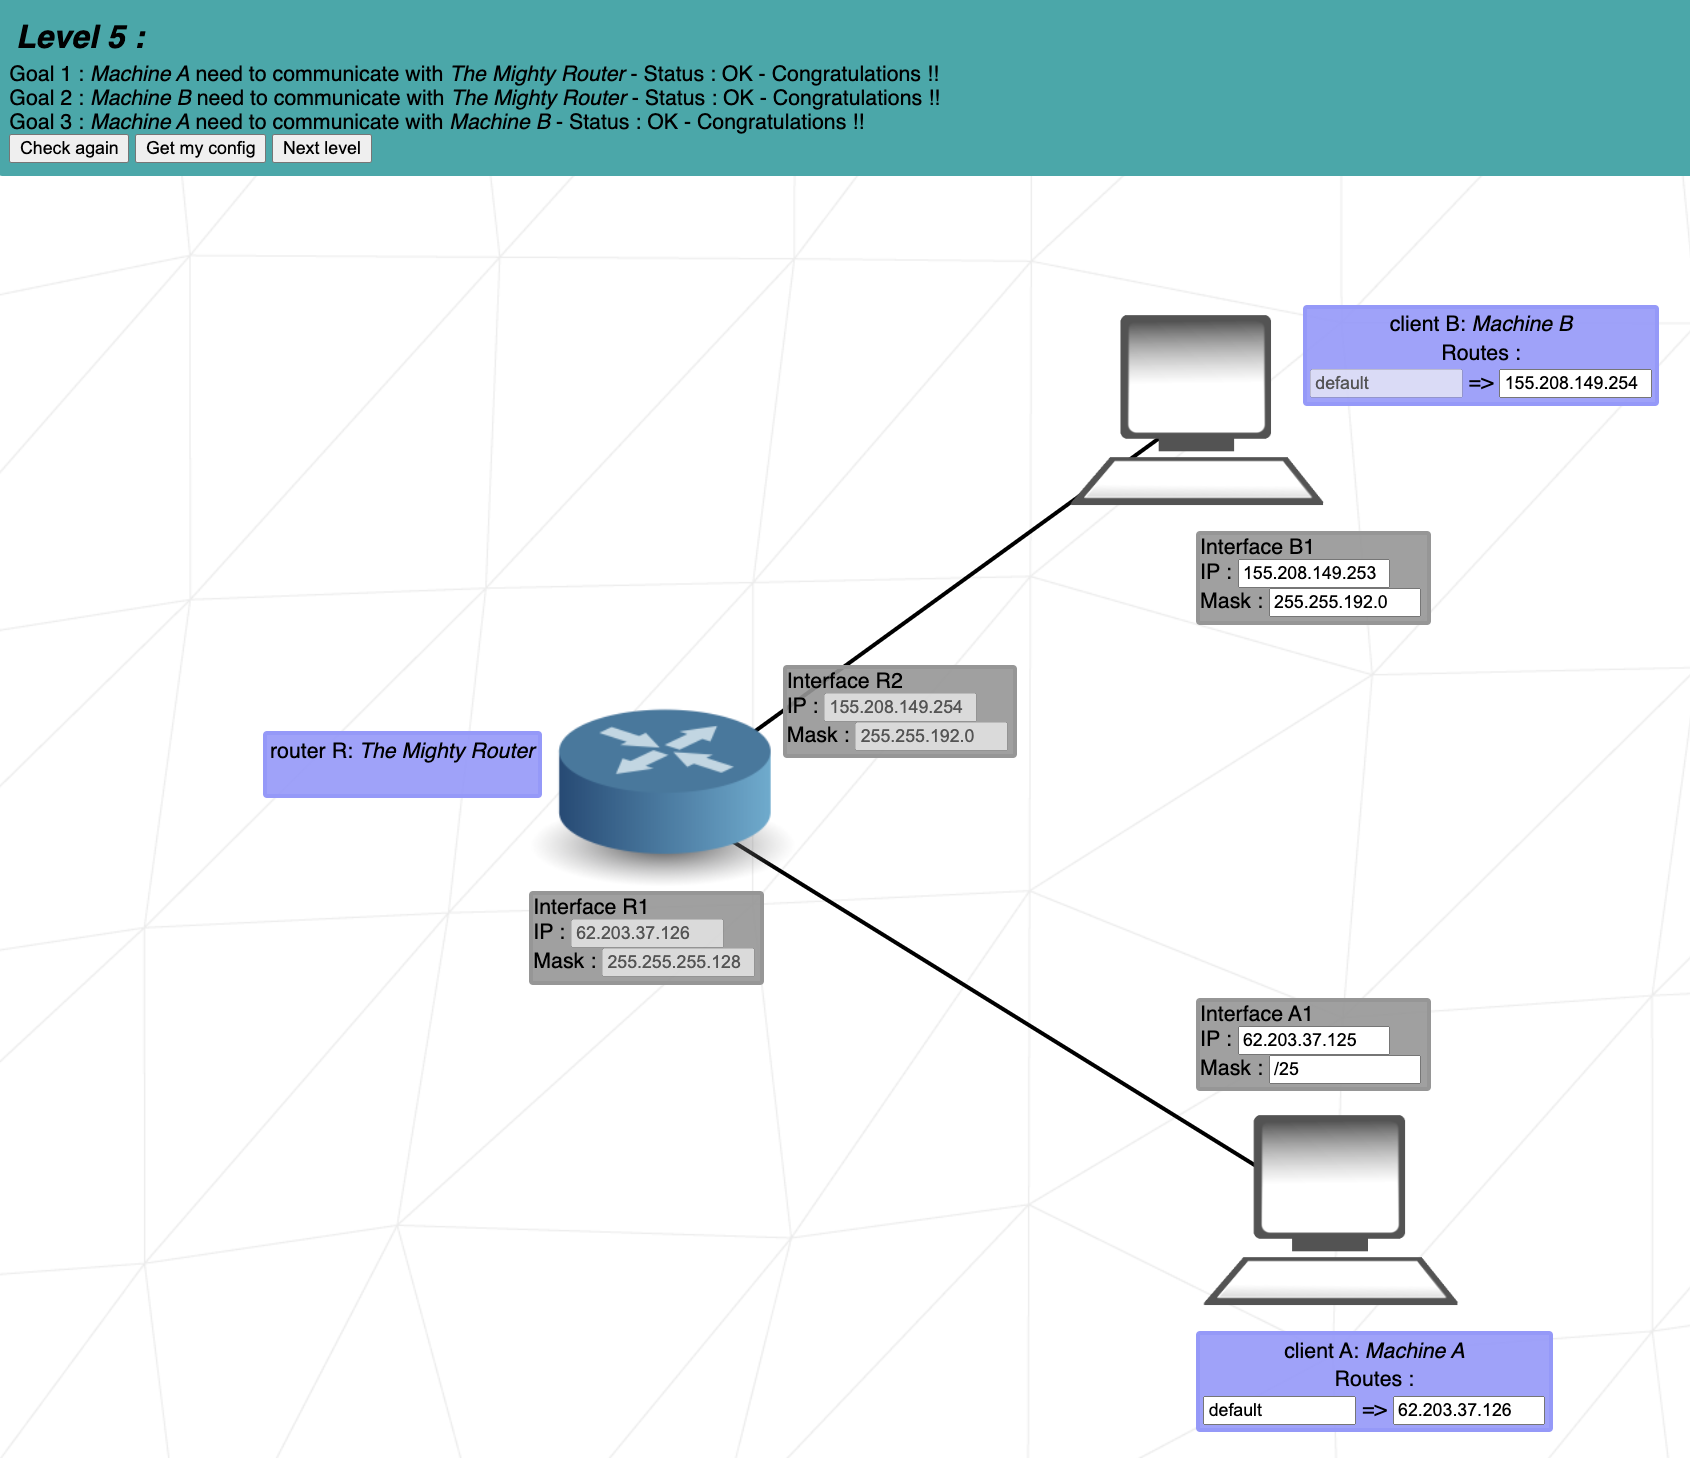 Level 5 :
Goal 1 : Machine A need to communicate with The Mighty Router - Status : OK - Congratulations !!
Goal 2 : Machine B need to communicate with The Mighty Router - Status : OK - Congratulations !!
Goal 3 : Machine A need to communicate with Machine B - Status : OK - Congratulations !!
Check again Get my config Next level
client B: Machine B
Routes :
default => 155.208.149.254
Interface B1
IP : 155.208.149.253
Mask : 255.255.192.0
Interface R2
IP : 155.208.149.254
Mask : 255.255.192.0
router R: The Mighty Router
Interface R1
IP : 62.203.37.126
Mask : 255.255.255.128
Interface A1
IP : 62.203.37.125
Mask : /25
client A: Machine A
Routes :
default => 62.203.37.126